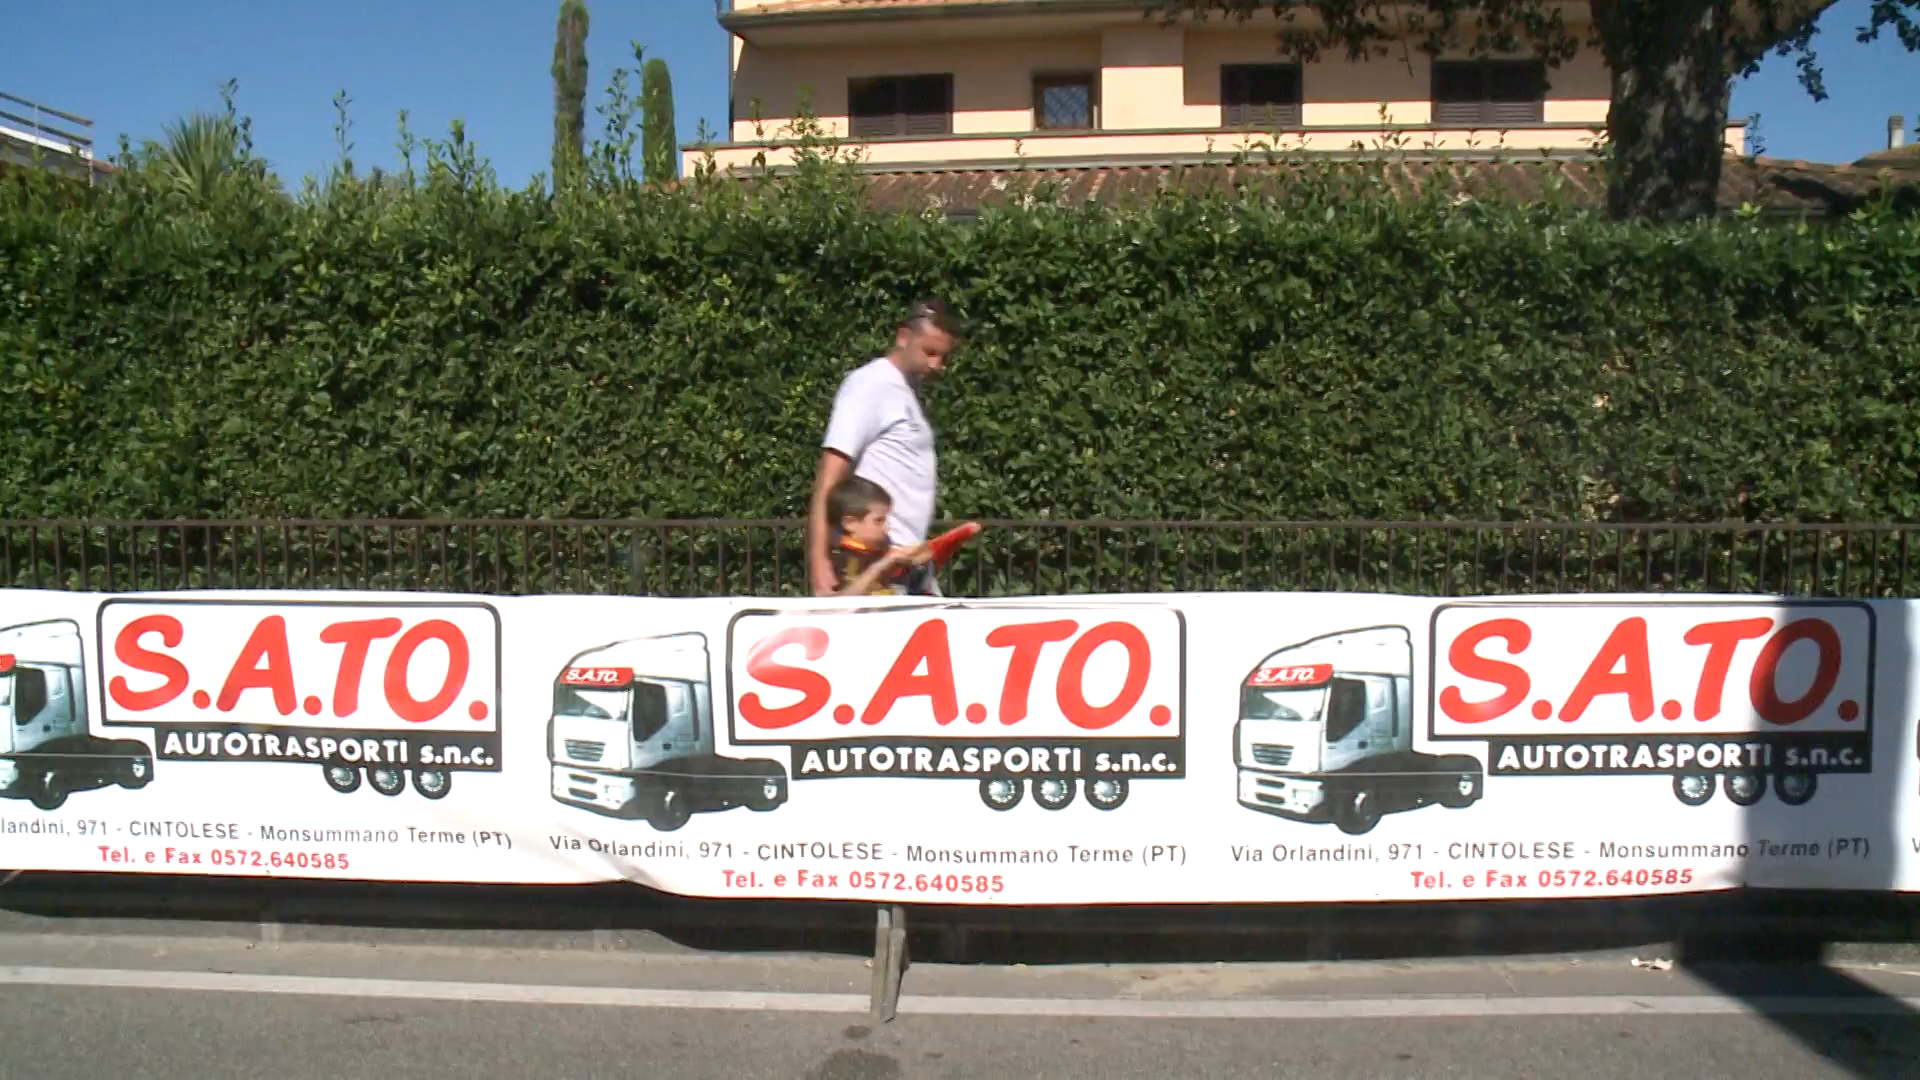 S.A.TO.
AUTOTRASPORTI s.n.c.
landini, 971 - CINTOLESE - Monsummano Terme (PT)
Tel. e Fax 0572.640585
S.A.TO.
S.A.TO.
AUTOTRASPORTI s.n.c.
Via Orlandini, 971 - CINTOLESE - Monsummano Terme (PT)
Tel. e Fax 0572.640585
S.A.TO.
S.A.TO.
AUTOTRASPORTI s.n.c.
Via Orlandini, 971 - CINTOLESE - Monsummano Terme (PT)
Tel. e Fax 0572.640585